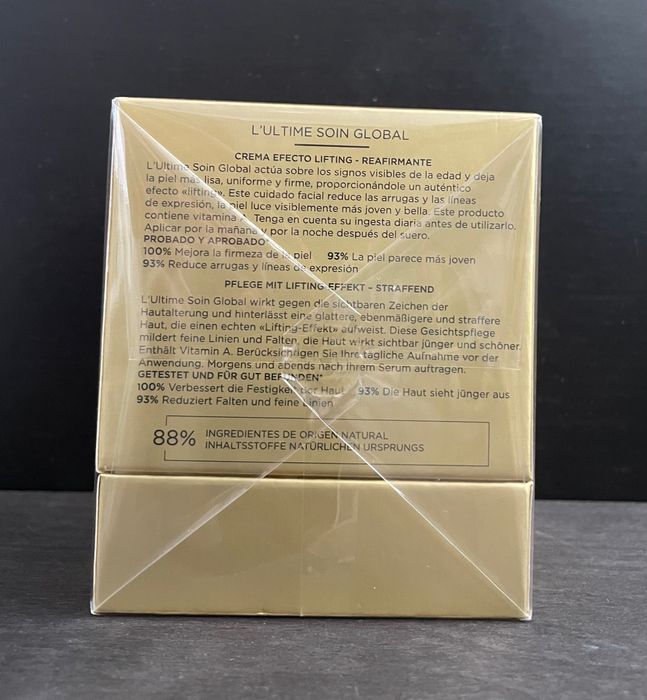 L'ULTIME SOIN GLOBAL
CREMA EFECTO LIFTING - REAFIRMANTE
L'Ultime Soin Global actúa sobre los signos visibles de la edad y deja
la piel más lisa, uniforme y firme, proporcionándole un auténtico
efecto «lifting». Este cuidado facial reduce las arrugas y las líneas
de expresión, la piel luce visiblemente más joven y bella. Este producto
contiene vitamina A. Tenga en cuenta su ingesta diaria antes de utilizarlo.
Aplicar por la mañana y por la noche después del suero.
PROBADO Y APROBADO*
100% Mejora la firmeza de la piel 93% La piel parece más joven
93% Reduce arrugas y líneas de expresión
PFLEGE MIT LIFTING EFFEKT - STRAFFEND
L'Ultime Soin Global wirkt gegen die sichtbaren Zeichen der
Hautalterung und hinterlässt eine glattere, ebenmäßigere und straffere
Haut, die einen echten «Lifting-Effekt» aufweist. Diese Gesichtspflege
mildert feine Linien und Falten, die Haut wirkt sichtbar jünger und schöner.
Enthält Vitamin A. Berücksichtigen Sie Ihre tägliche Aufnahme vor der
Anwendung. Morgens und abends nach Ihrem Serum auftragen.
GETESTET UND FÜR GUT BEFUNDEN*
100% Verbessert die Festigkeit der Haut 93% Die Haut sieht jünger aus
93% Reduziert Falten und feine Linien
88% INGREDIENTES DE ORIGEN NATURAL
INHALTSSTOFFE NATÜRLICHEN URSPRUNGS